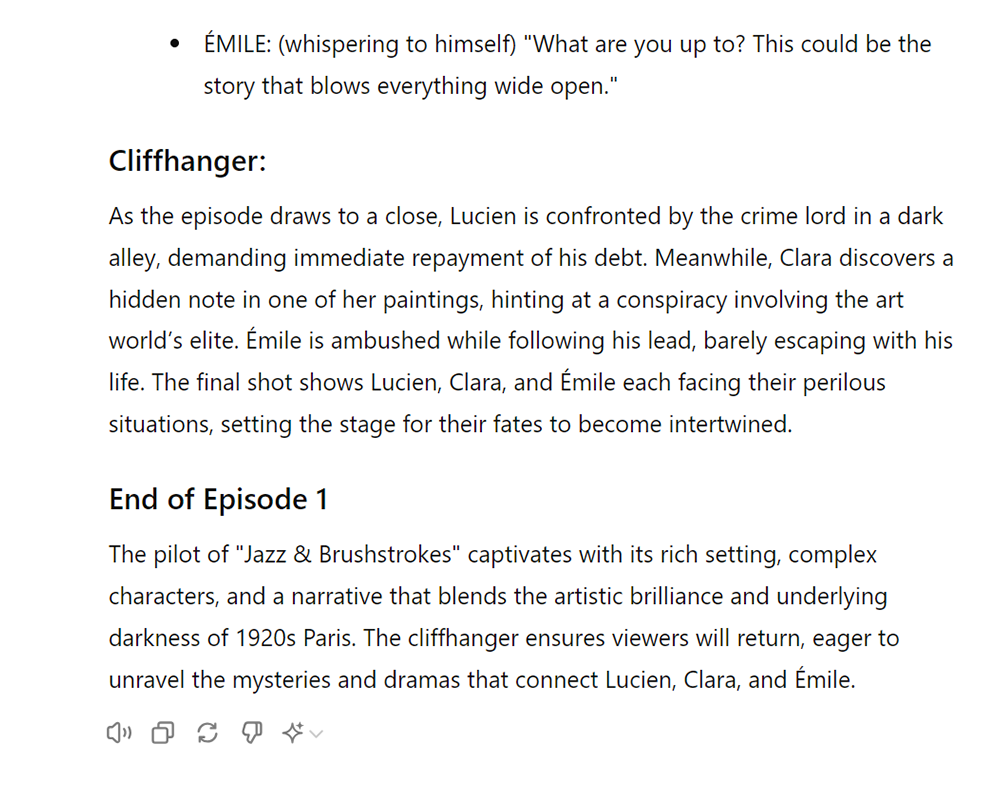 • ÉMILE: (whispering to himself) "What are you up to? This could be the
story that blows everything wide open."
Cliffhanger:
As the episode draws to a close, Lucien is confronted by the crime lord in a dark
alley, demanding immediate repayment of his debt. Meanwhile, Clara discovers a
hidden note in one of her paintings, hinting at a conspiracy involving the art
world’s elite. Émile is ambushed while following his lead, barely escaping with his
life. The final shot shows Lucien, Clara, and Émile each facing their perilous
situations, setting the stage for their fates to become intertwined.
End of Episode 1
The pilot of "Jazz & Brushstrokes" captivates with its rich setting, complex
characters, and a narrative that blends the artistic brilliance and underlying
darkness of 1920s Paris. The cliffhanger ensures viewers will return, eager to
unravel the mysteries and dramas that connect Lucien, Clara, and Émile.